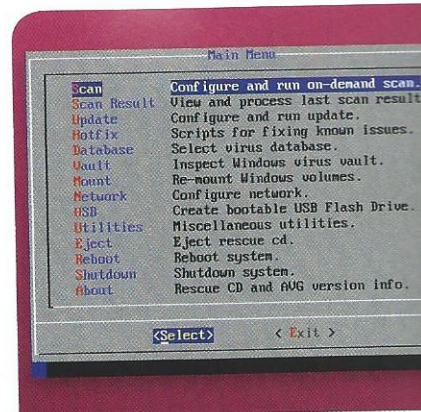 Main Menu
Scan Configure and run on-demand scan.
Scan Result View and process last scan result
Update Configure and run update.
Hotfix Scripts for fixing known issues.
Database Select virus database.
Vault Inspect Windows virus vault.
Mount Re-mount Windows volumes.
Network Configure network.
USB Create bootable USB Flash Drive.
Utilities Miscellaneous utilities.
Eject Eject rescue cd.
Reboot Reboot system.
Shutdown Shutdown system.
About Rescue CD and AVG version info.
<Select> < Exit >